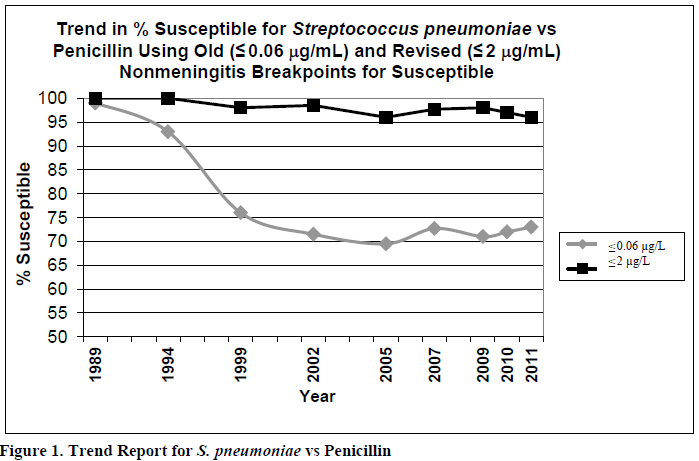 Trend in % Susceptible for Streptococcus pneumoniae vs
Penicillin Using Old (≤0.06 µg/mL) and Revised (≤2 µg/mL)
Nonmeningitis Breakpoints for Susceptible
% Susceptible
100
95
90
85
80
75
70
65
60
55
50
1989
1994
1999
2002
2005
2007
2009
2010
2011
Year
≤0.06 µg/L
≤2 µg/L
Figure 1. Trend Report for S. pneumoniae vs Penicillin